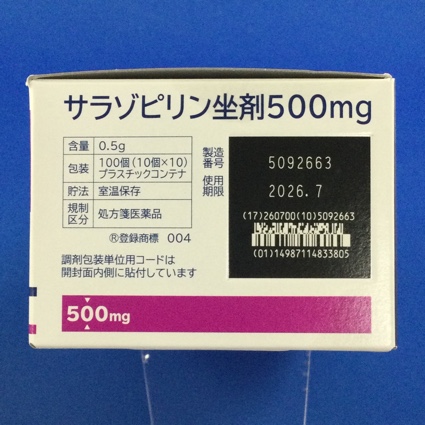 サラゾピリン坐剤500mg
含量 0.5g
包装 100個(10個×10)
プラスチックコンテナ
貯法 室温保存
規制区分 処方箋医薬品
Ⓡ登録商標 004
調剤包装単位用コードは
開封面内側に貼付しています
製造番号 5092663
使用期限 2026.7
(17)260700(10)5092663
(01)14987114833805
500mg